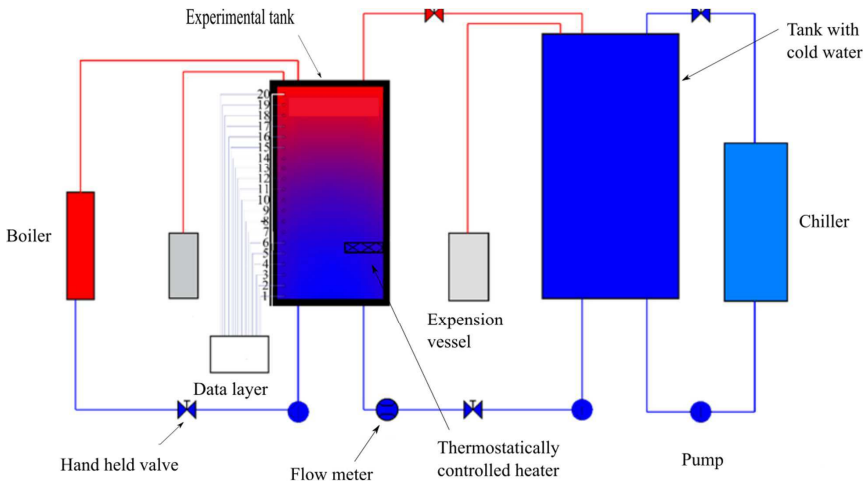 Experimental tank
Tank with
cold water
20
19
18
17
16
15
14
13
12
11
10
9
8
7
6
5
4
3
2
1
Boiler
Chiller
Expension
vessel
Data layer
Hand held valve
Flow meter
Thermostatically
controlled heater
Pump